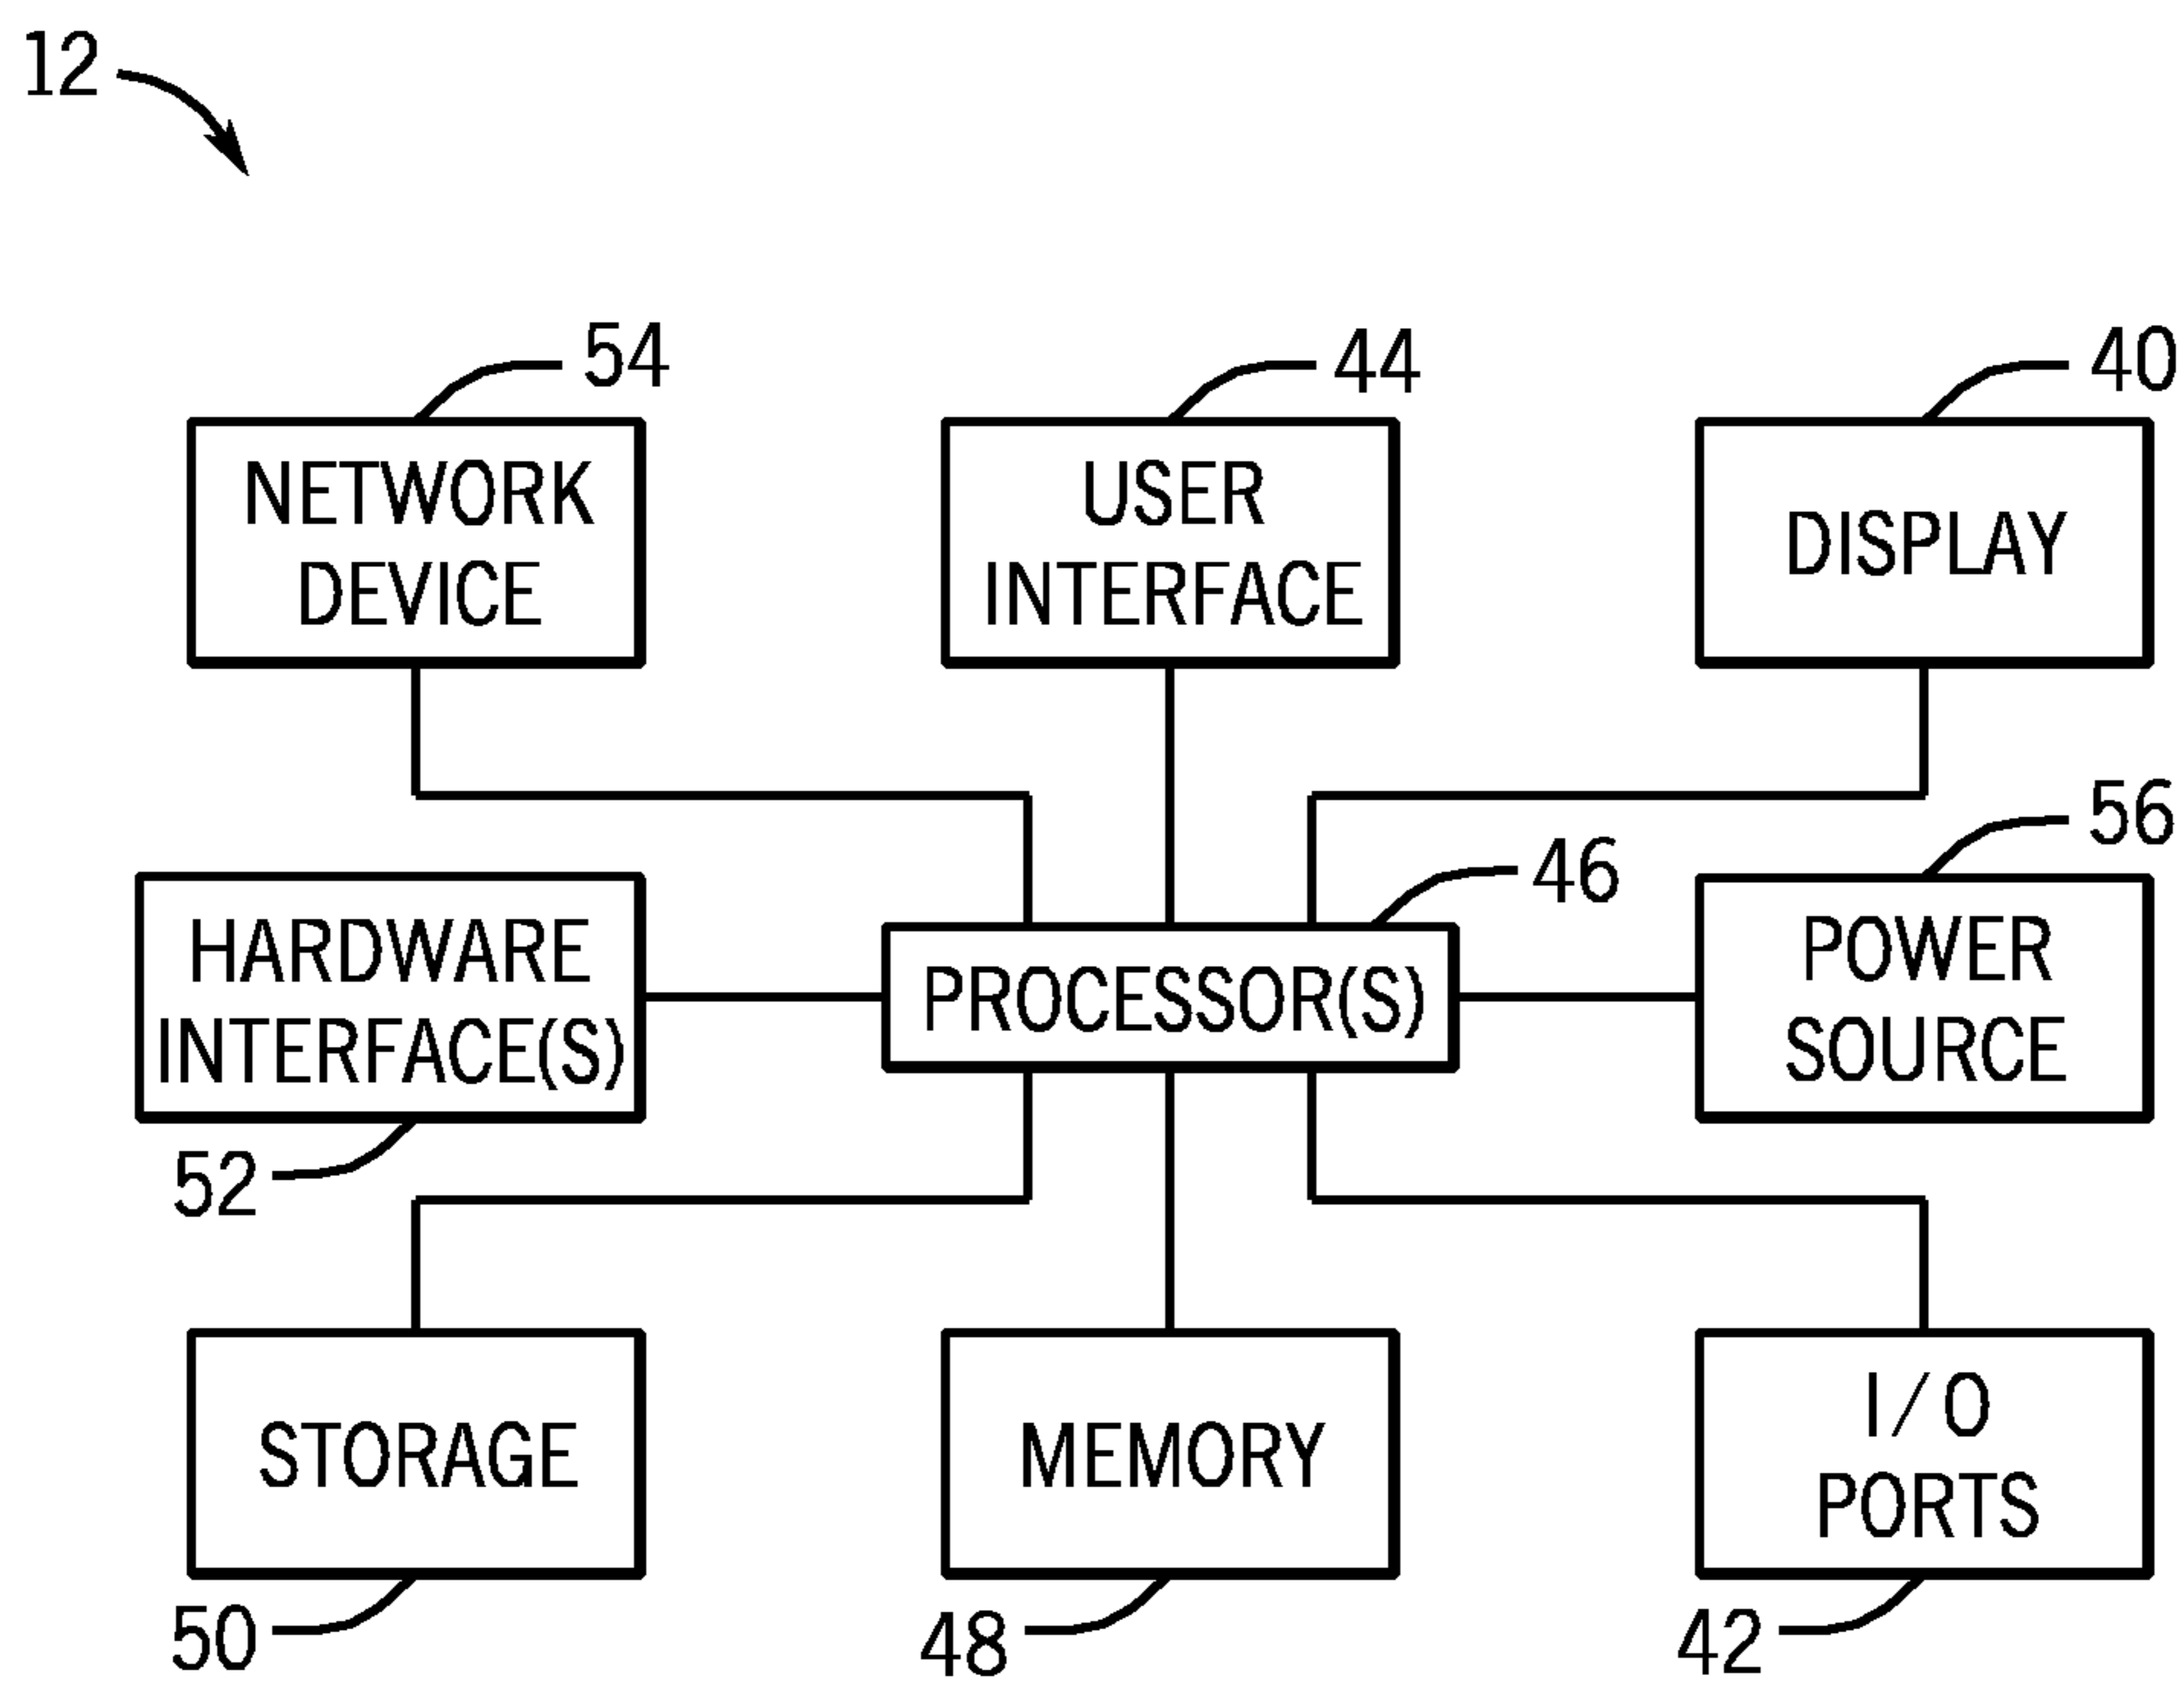 12
54
44
40
NETWORK
DEVICE
USER
INTERFACE
DISPLAY
56
46
HARDWARE
INTERFACE(S)
PROCESSOR(S)
POWER
SOURCE
52
STORAGE
MEMORY
I/O
PORTS
50
48
42